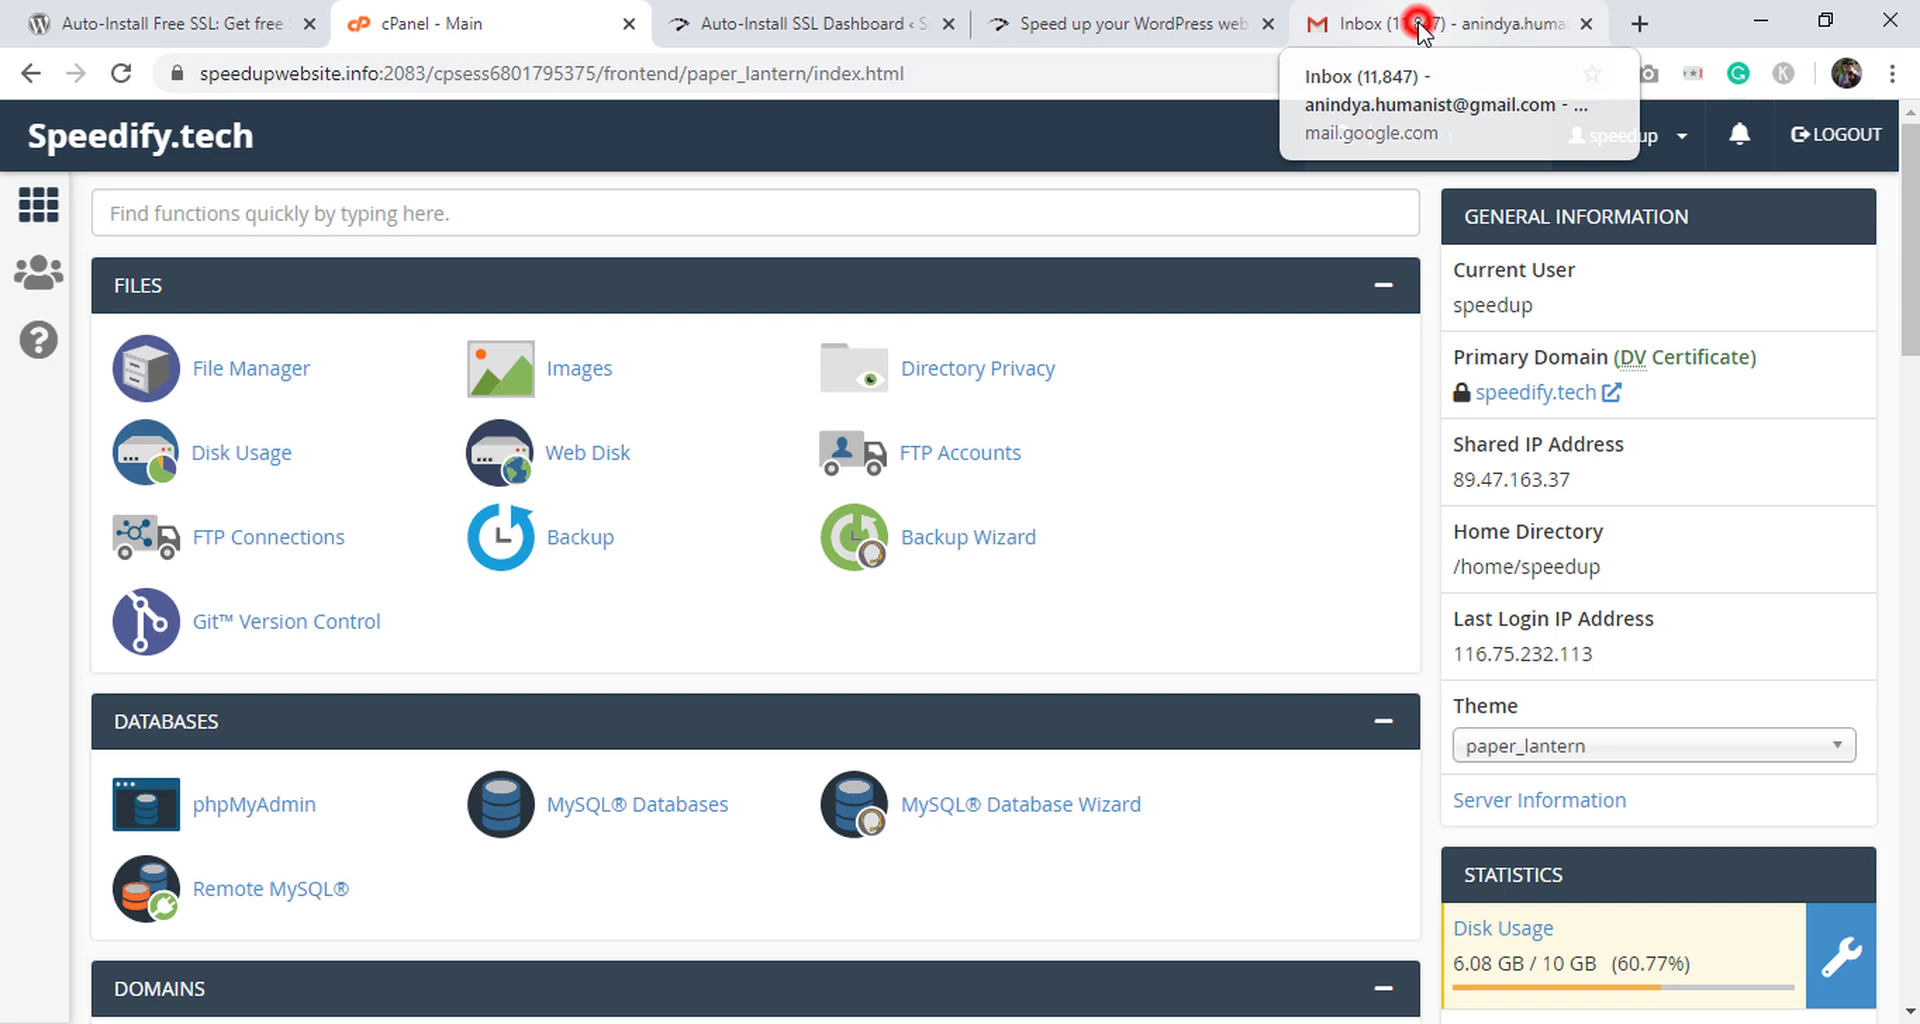 Auto-Install Free SSL: Get free
cPanel - Main
Auto-Install SSL Dashboard ‹ S
Speed up your WordPress web
Inbox (11,847) - anindya.huma
speedupwebsite.info:2083/cpsess6801795375/frontend/paper_lantern/index.html
Inbox (11,847) -
anindya.humanist@gmail.com - ...
mail.google.com
Speedify.tech
speedup
LOGOUT
Find functions quickly by typing here.
FILES
File Manager
Images
Directory Privacy
Disk Usage
Web Disk
FTP Accounts
FTP Connections
Backup
Backup Wizard
Git™ Version Control
DATABASES
phpMyAdmin
MySQL® Databases
MySQL® Database Wizard
Remote MySQL®
DOMAINS
GENERAL INFORMATION
Current User
speedup
Primary Domain (DV Certificate)
speedify.tech
Shared IP Address
89.47.163.37
Home Directory
/home/speedup
Last Login IP Address
116.75.232.113
Theme
paper_lantern
Server Information
STATISTICS
Disk Usage
6.08 GB / 10 GB (60.77%)